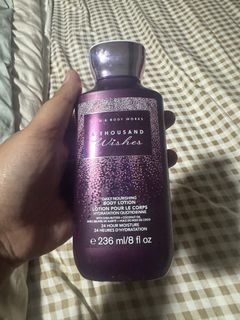 & BODY WORKS
THOUSAND
Wishes
DAILY NOURISHING
BODY LOTION
LOTION POUR LE CORPS
HYDRATATION QUOTIDIENNE
24 HOUR MOISTURE
24 HEURES D'HYDRATATION
e 236 ml/8 fl oz